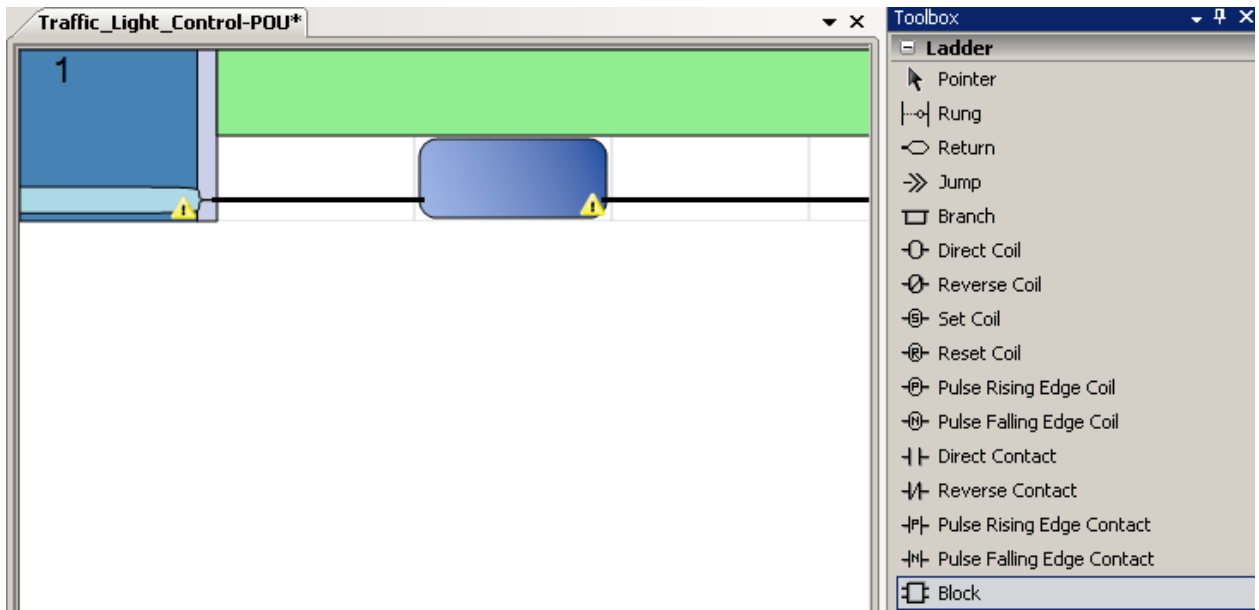 Traffic_Light_Control-POU*
1
Toolbox
Ladder
Pointer
Rung
Return
Jump
Branch
Direct Coil
Reverse Coil
Set Coil
Reset Coil
Pulse Rising Edge Coil
Pulse Falling Edge Coil
Direct Contact
Reverse Contact
Pulse Rising Edge Contact
Pulse Falling Edge Contact
Block